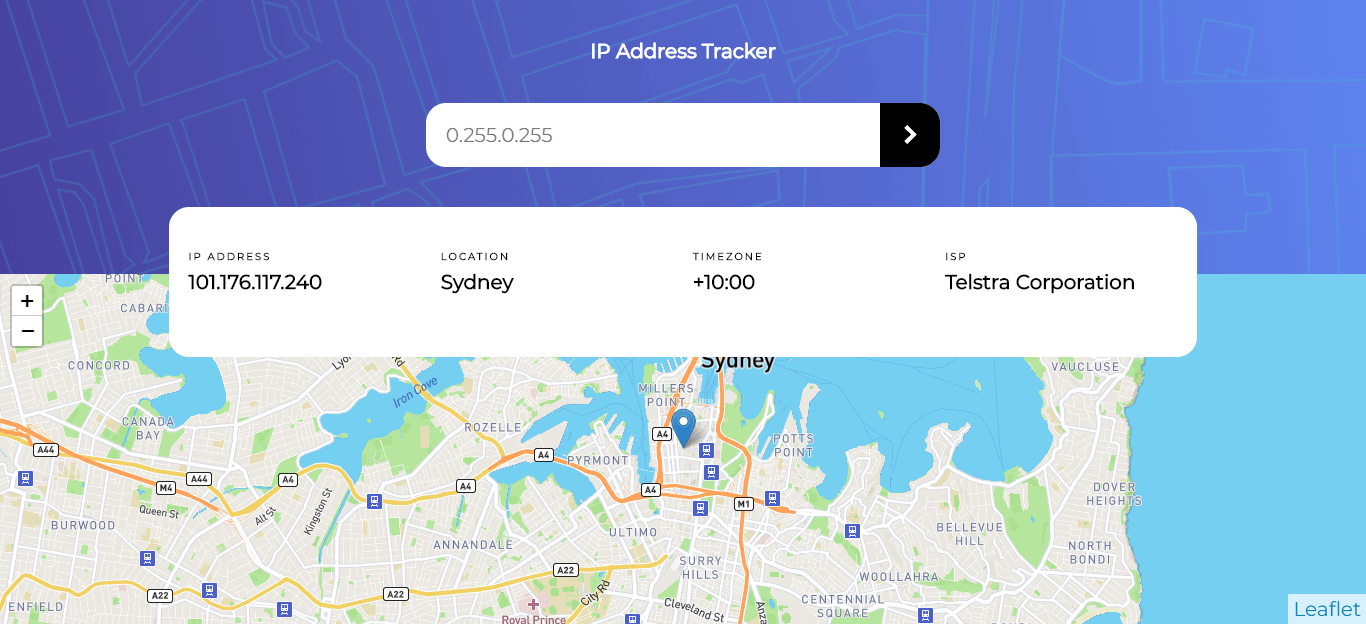 IP Address Tracker
0.255.0.255
IP ADDRESS
101.176.117.240
LOCATION
Sydney
TIMEZONE
+10:00
ISP
Telstra Corporation
+
−
POINT
CABARI
CONCORD
Rd
Sydney
VAUCLUSE
Iron Cove
MILLERS
POINT
CANADA
BAY
ROZELLE
A4
POTTS
POINT
A44
A4
PYRMONT
A44
A4
M4
A4
A4
M1
DOVER
HEIGHTS
Queen St
Alt St
Kingston St
BURWOOD
ULTIMO
BELLEVUE
HILL
ANNANDALE
NORTH
BONDI
SURRY
HILLS
A22
WOOLLAHRA
A22
A22
City Rd
CENTENNIAL
SQUARE
ENFIELD
Cleveland St
Royal Prince
Leaflet